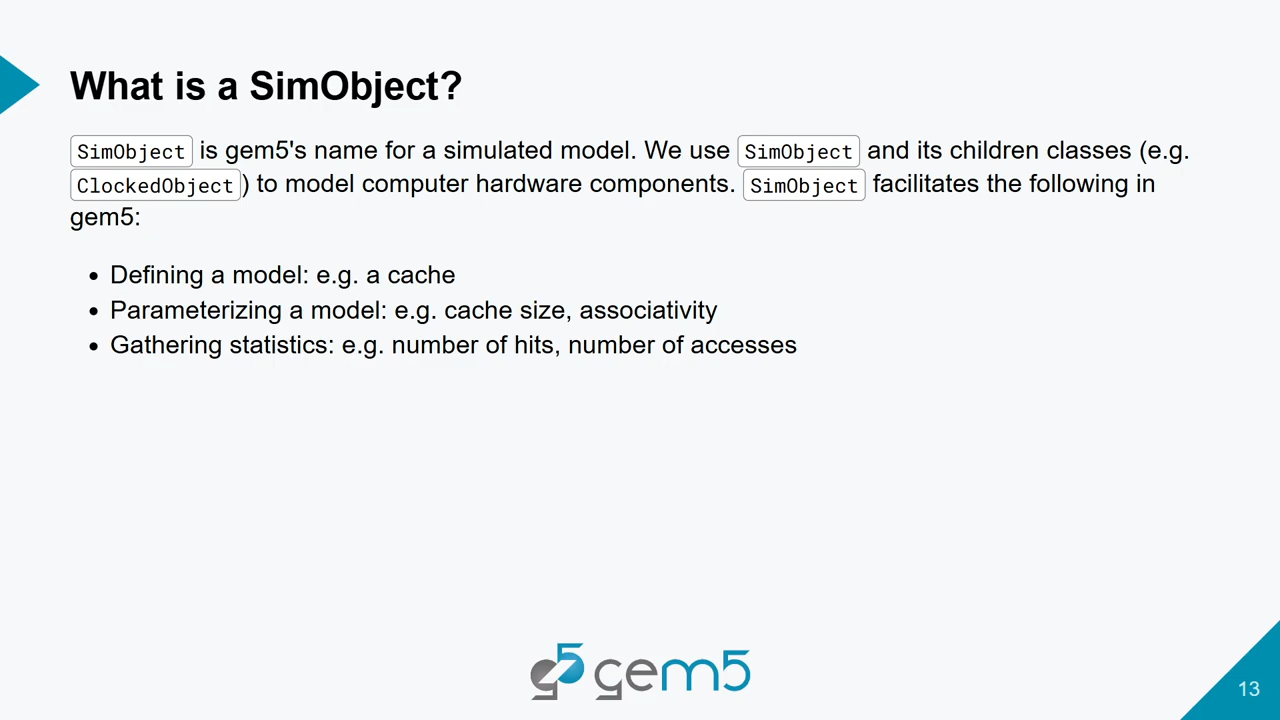 What is a SimObject?
SimObject is gem5's name for a simulated model. We use SimObject and its children classes (e.g.
ClockedObject) to model computer hardware components. SimObject facilitates the following in
gem5:
• Defining a model: e.g. a cache
• Parameterizing a model: e.g. cache size, associativity
• Gathering statistics: e.g. number of hits, number of accesses
g5 gem5
13